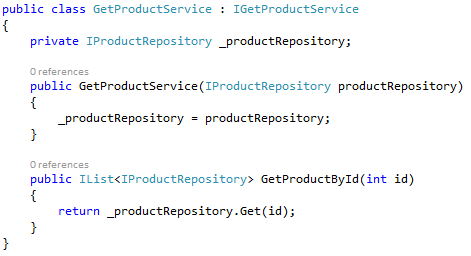 public class GetProductService : IGetProductService
{
    private IProductRepository _productRepository;
    0 references
    public GetProductService(IProductRepository productRepository)
    {
        _productRepository = productRepository;
    }
    0 references
    public IList<IProductRepository> GetProductById(int id)
    {
        return _productRepository.Get(id);
    }
}